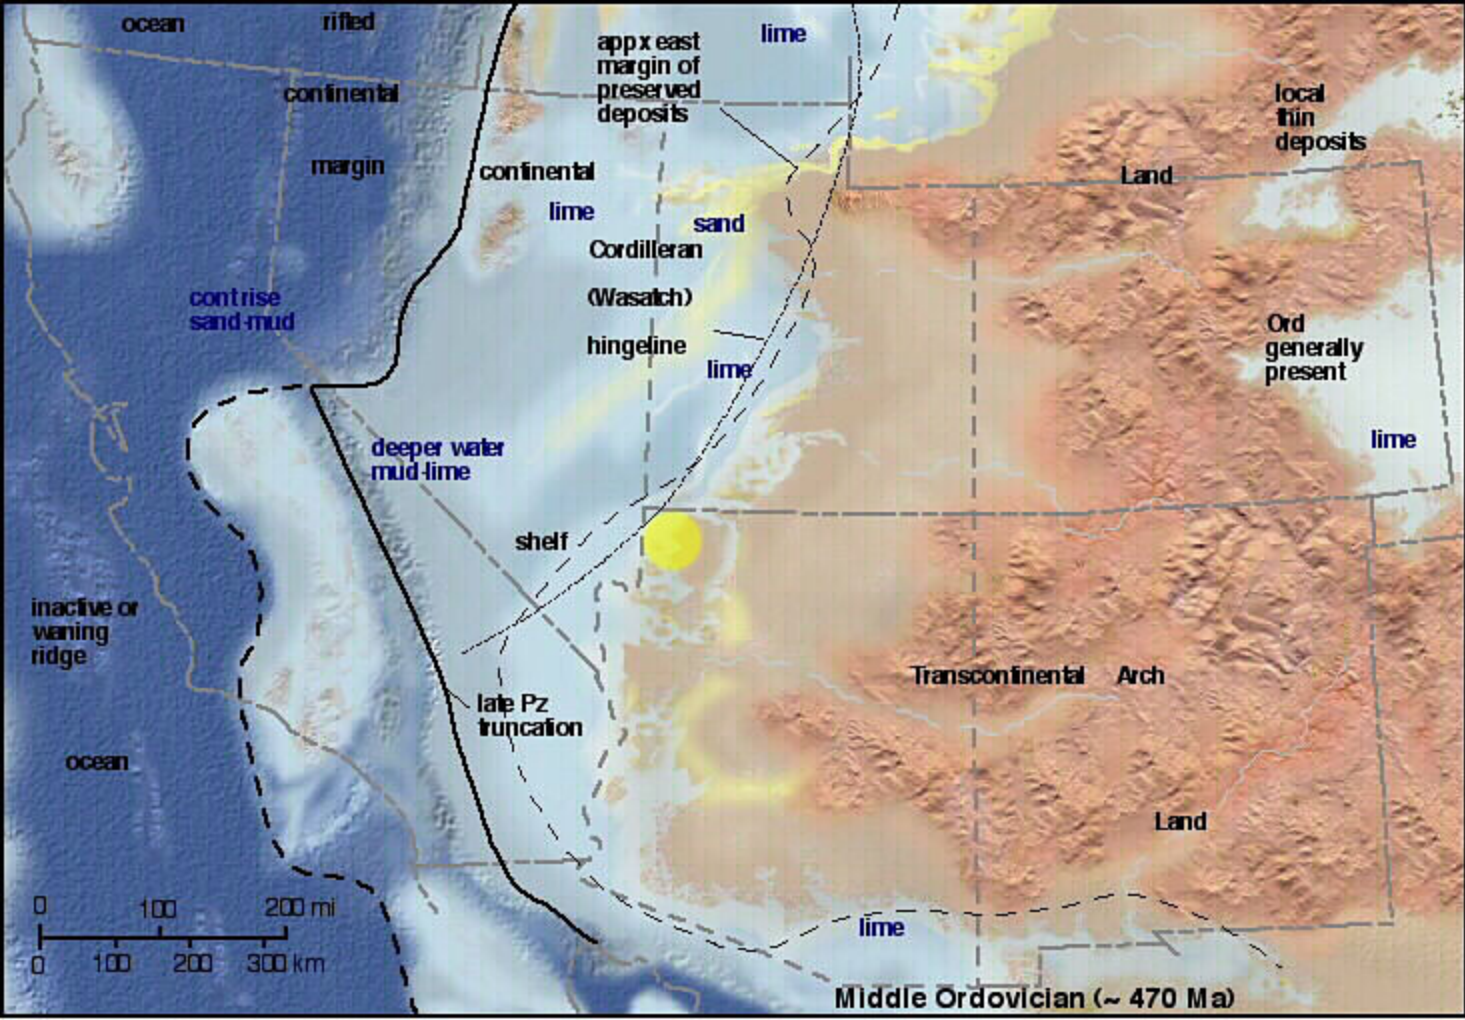 ocean
rifled
continental
margin
appx east
margin of
preserved
deposits
lime
local
thin
deposits
Land
continental
lime
sand
Cordilleran
(Wasatch)
hingeline
lime
cont rise
sand-mud
Ord
generally
present
lime
deeper water
mud-lime
shelf
inactive or
waning
ridge
Transcontinental Arch
late Pz
truncation
ocean
Land
0 100 200 mi
0 100 200 300 km
lime
Middle Ordovician (~ 470 Ma)